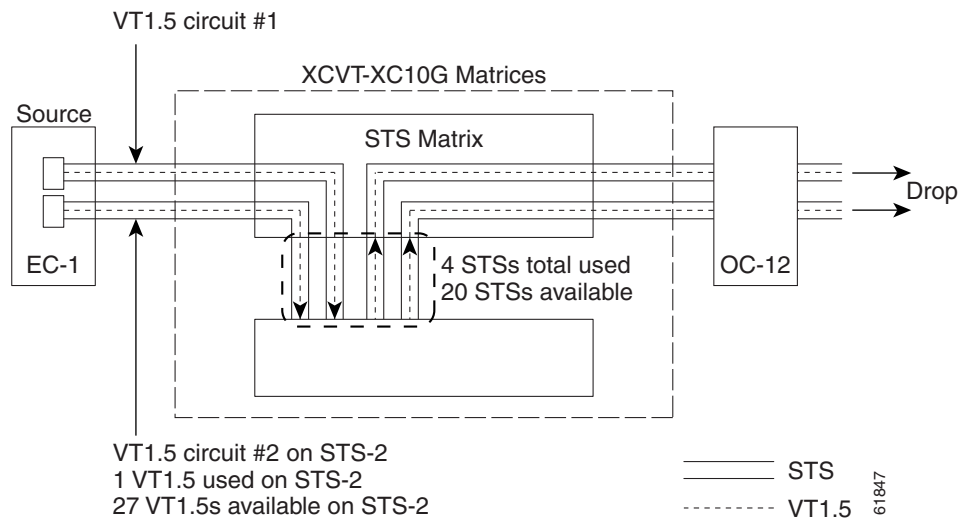 VT1.5 circuit #1
XCVT-XC10G Matrices
Source
STS Matrix
Drop
EC-1
4 STSs total used
20 STSs available
OC-12
VT1.5 circuit #2 on STS-2
1 VT1.5 used on STS-2
27 VT1.5s available on STS-2
STS
VT1.5
61847